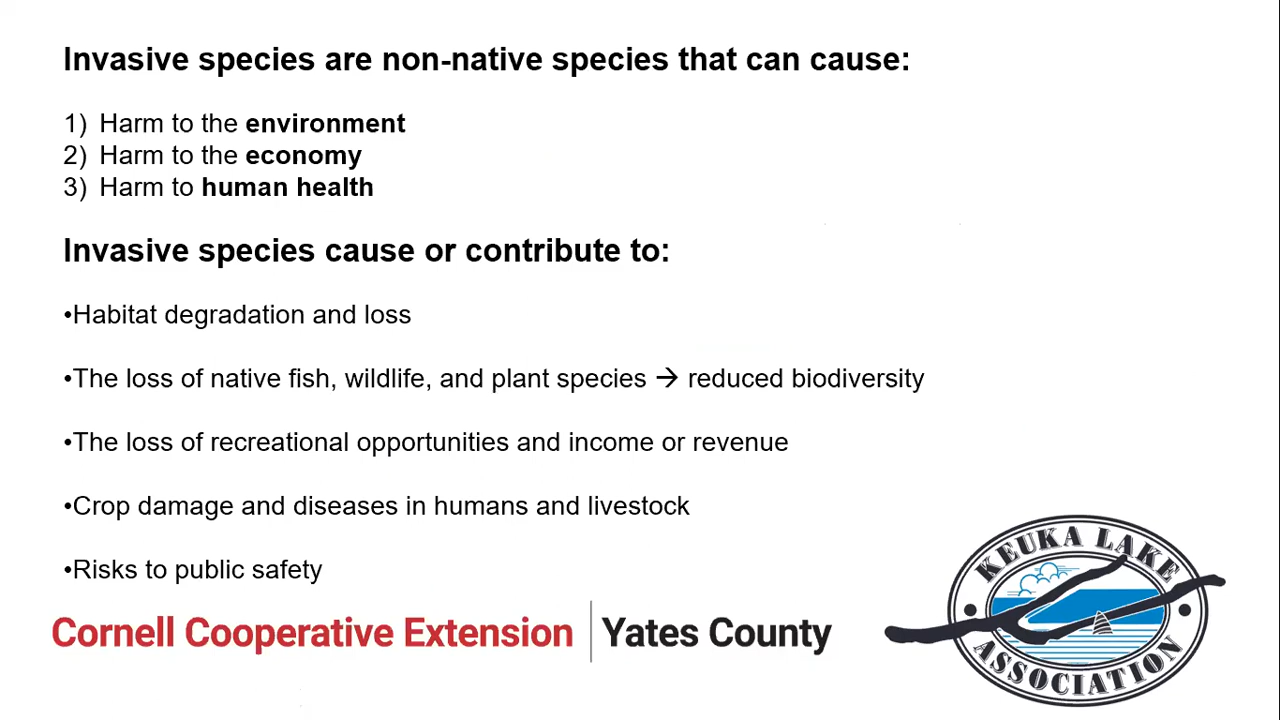 Invasive species are non-native species that can cause:
1) Harm to the environment
2) Harm to the economy
3) Harm to human health
Invasive species cause or contribute to:
•Habitat degradation and loss
•The loss of native fish, wildlife, and plant species → reduced biodiversity
•The loss of recreational opportunities and income or revenue
•Crop damage and diseases in humans and livestock
•Risks to public safety
Cornell Cooperative Extension | Yates County
KEUKA LAKE
ASSOCIATION